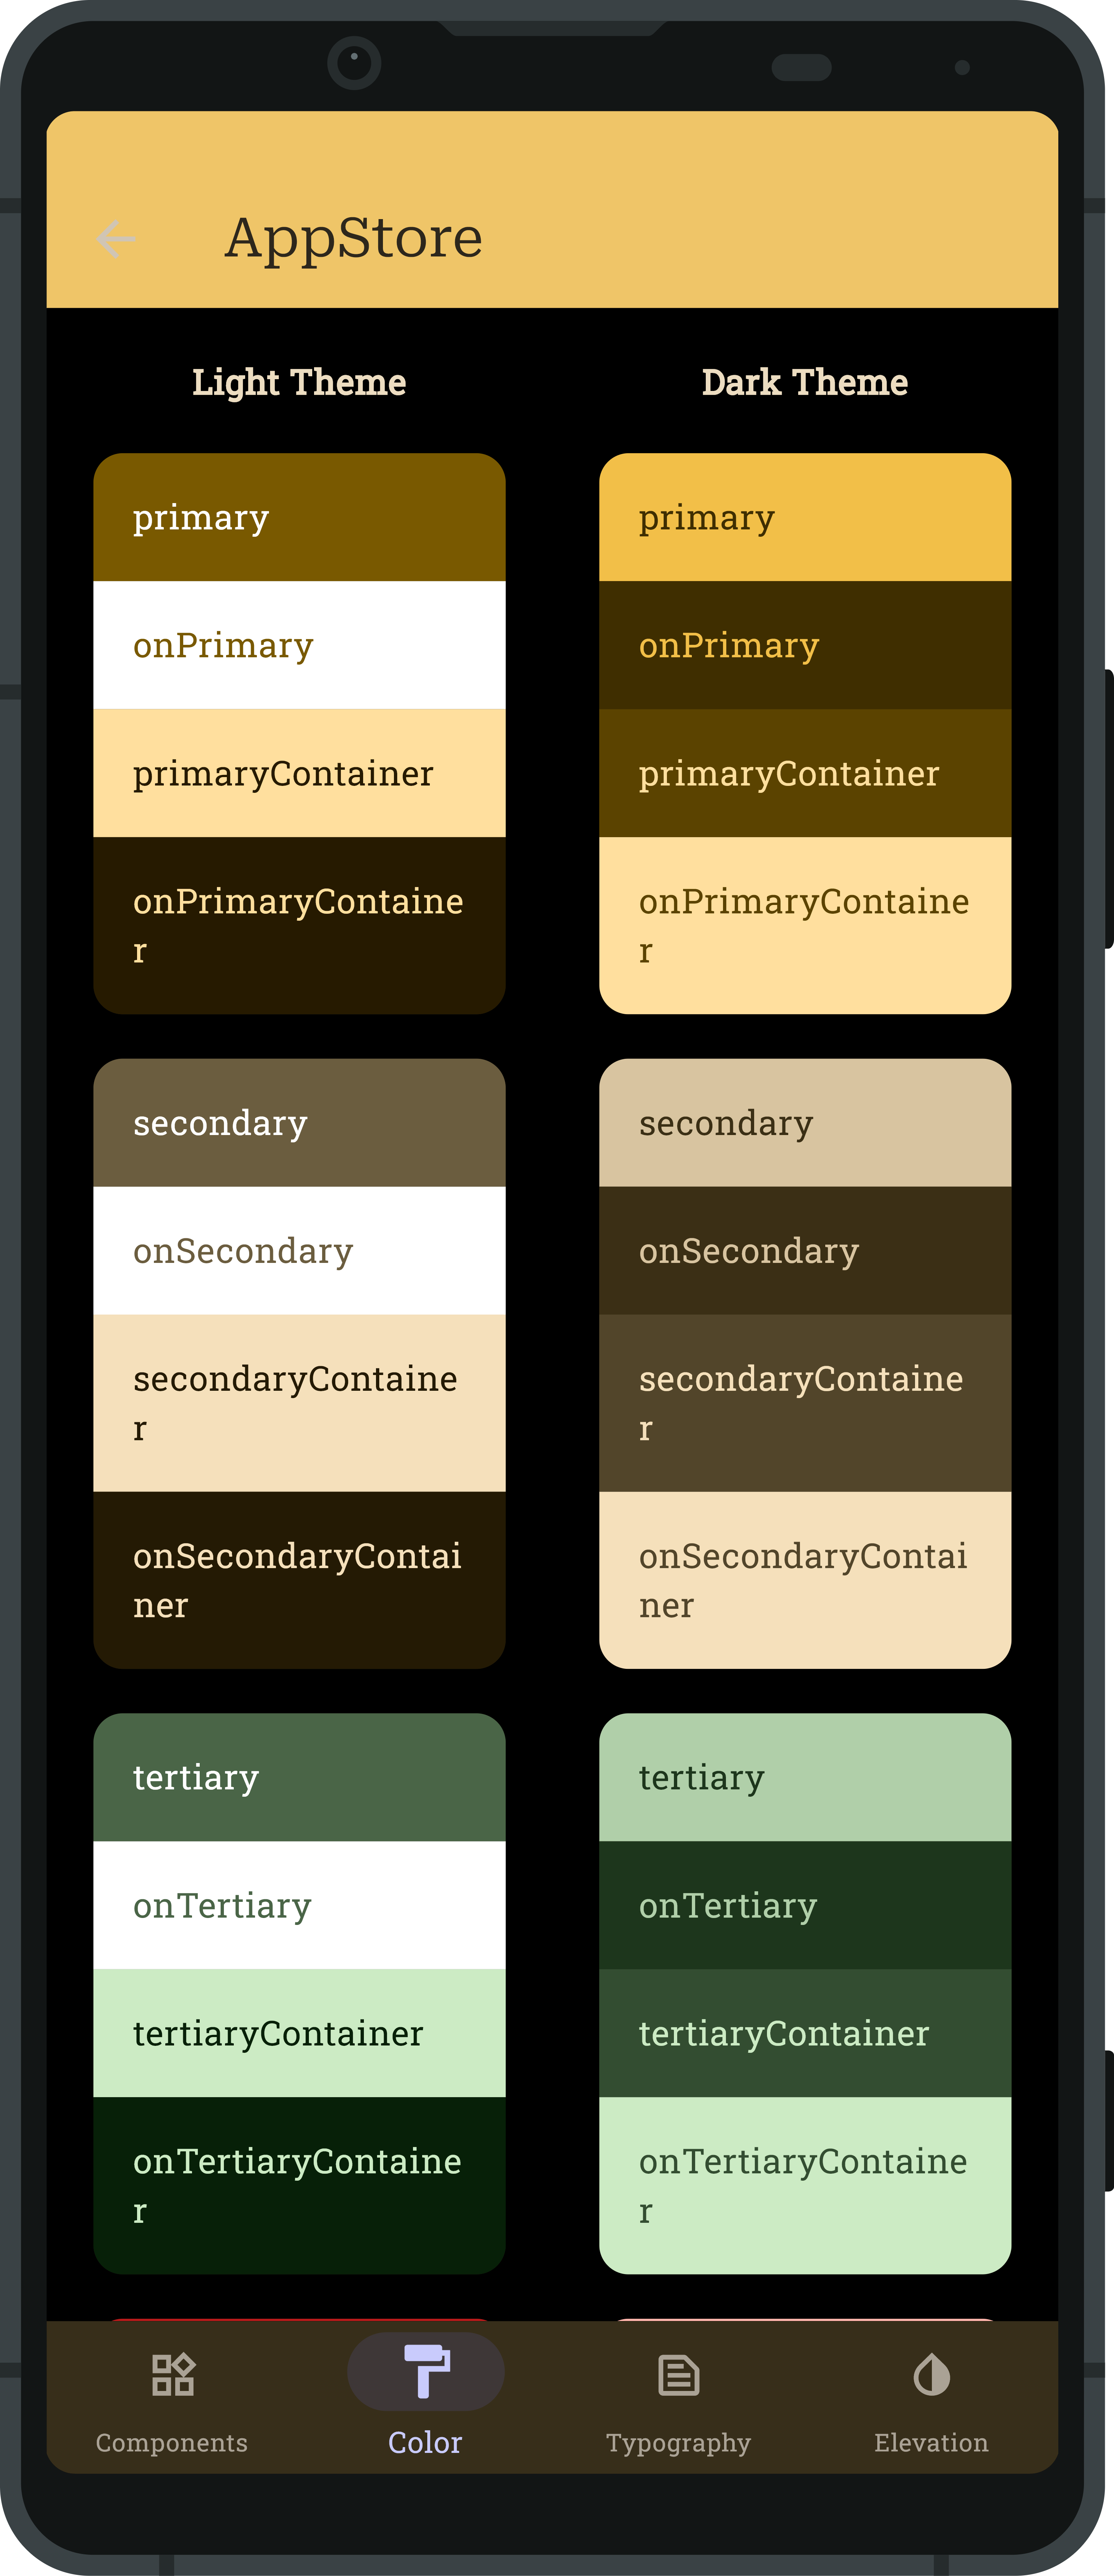 AppStore
Light Theme
Dark Theme
primary
onPrimary
primaryContainer
onPrimaryContaine
r
secondary
onSecondary
secondaryContaine
r
onSecondaryContai
ner
tertiary
onTertiary
tertiaryContainer
onTertiaryContaine
r
primary
onPrimary
primaryContainer
onPrimaryContaine
r
secondary
onSecondary
secondaryContaine
r
onSecondaryContai
ner
tertiary
onTertiary
tertiaryContainer
onTertiaryContaine
r
Components
Color
Typography
Elevation